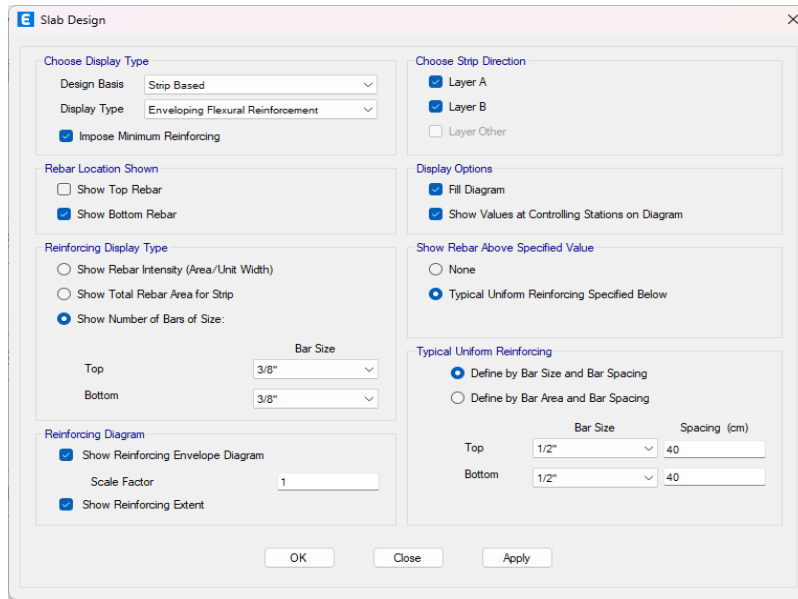 E Slab Design
Choose Display Type
Design Basis Strip Based
Display Type Enveloping Flexural Reinforcement
Impose Minimum Reinforcing
Rebar Location Shown
Show Top Rebar
Show Bottom Rebar
Reinforcing Display Type
Show Rebar Intensity (Area/Unit Width)
Show Total Rebar Area for Strip
Show Number of Bars of Size:
Bar Size
Top 3/8"
Bottom 3/8"
Reinforcing Diagram
Show Reinforcing Envelope Diagram
Scale Factor 1
Show Reinforcing Extent
Choose Strip Direction
Layer A
Layer B
Layer Other
Display Options
Fill Diagram
Show Values at Controlling Stations on Diagram
Show Rebar Above Specified Value
None
Typical Uniform Reinforcing Specified Below
Typical Uniform Reinforcing
Define by Bar Size and Bar Spacing
Define by Bar Area and Bar Spacing
Bar Size Spacing (cm)
Top 1/2" 40
Bottom 1/2" 40
OK Close Apply